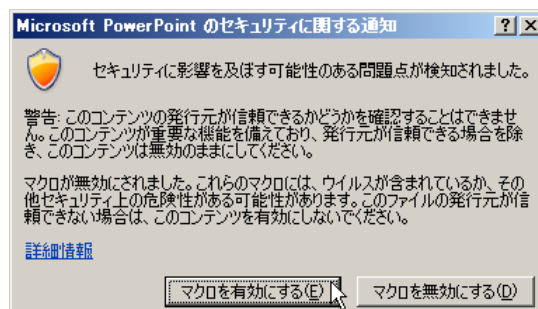 Microsoft PowerPoint のセキュリティに関する通知
セキュリティに影響を及ぼす可能性のある問題点が検知されました。
警告: このコンテンツの発行元が信頼できるかどうかを確認することはできませ
ん。このコンテンツが重要な機能を備えており、発行元が信頼できる場合を除
き、このコンテンツは無効のままにしてください。
マクロが無効にされました。これらのマクロには、ウイルスが含まれているか、その
他セキュリティ上の危険性がある可能性があります。このファイルの発行元が信
頼できない場合は、このコンテンツを有効にしないでください。
詳細情報
マクロを有効にする(E)
マクロを無効にする(D)